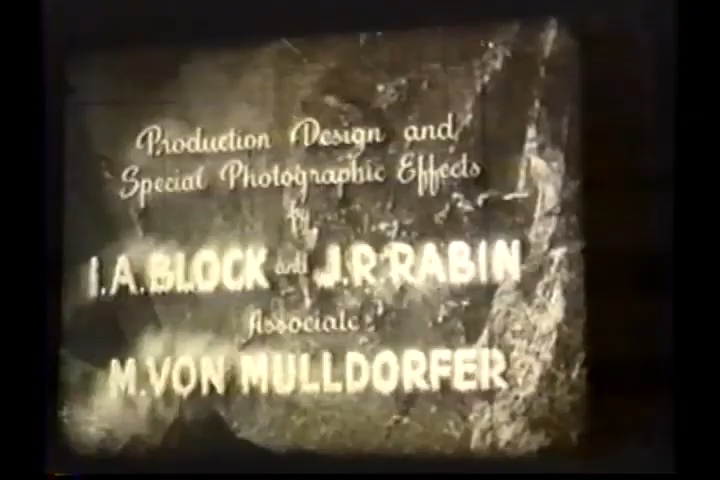 Production Design and
Special Photographic Effects
by
I.A.BLOCK and J.R.RABIN
Associate
M.VON MULLDORFER